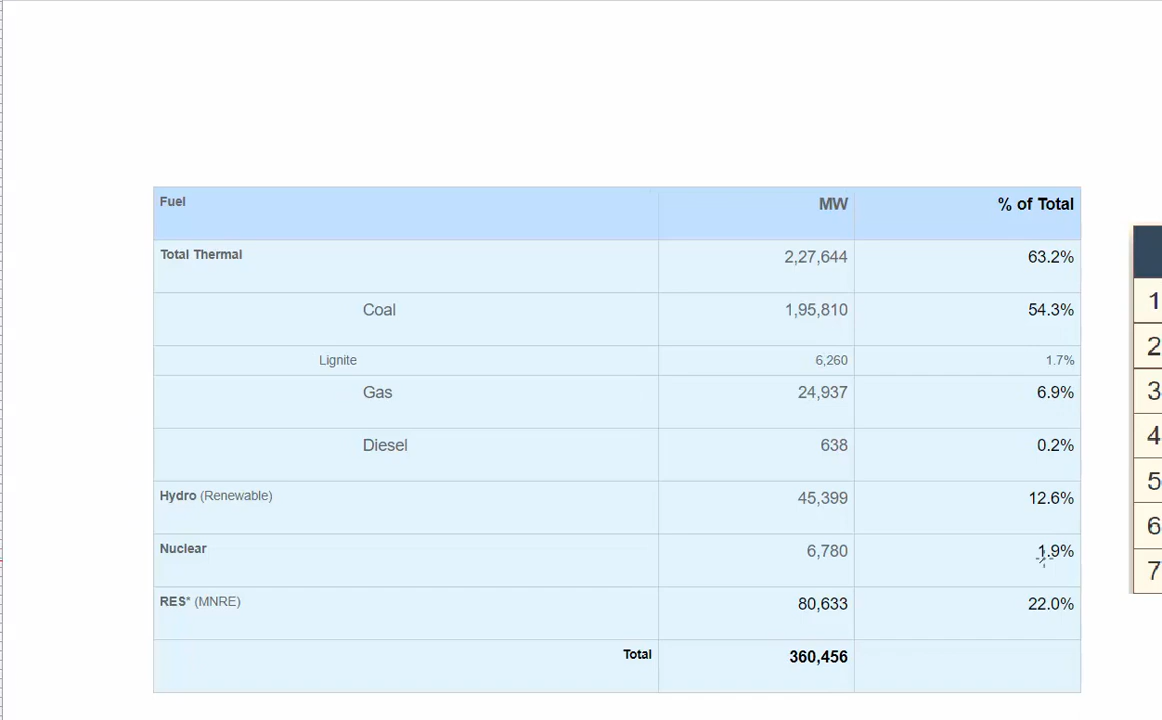 Fuel MW % of Total
Total Thermal 2,27,644 63.2%
Coal 1,95,810 54.3%
Lignite 6,260 1.7%
Gas 24,937 6.9%
Diesel 638 0.2%
Hydro (Renewable) 45,399 12.6%
Nuclear 6,780 1.9%
RES* (MNRE) 80,633 22.0%
Total 360,456
1
2
3
4
5
6
7